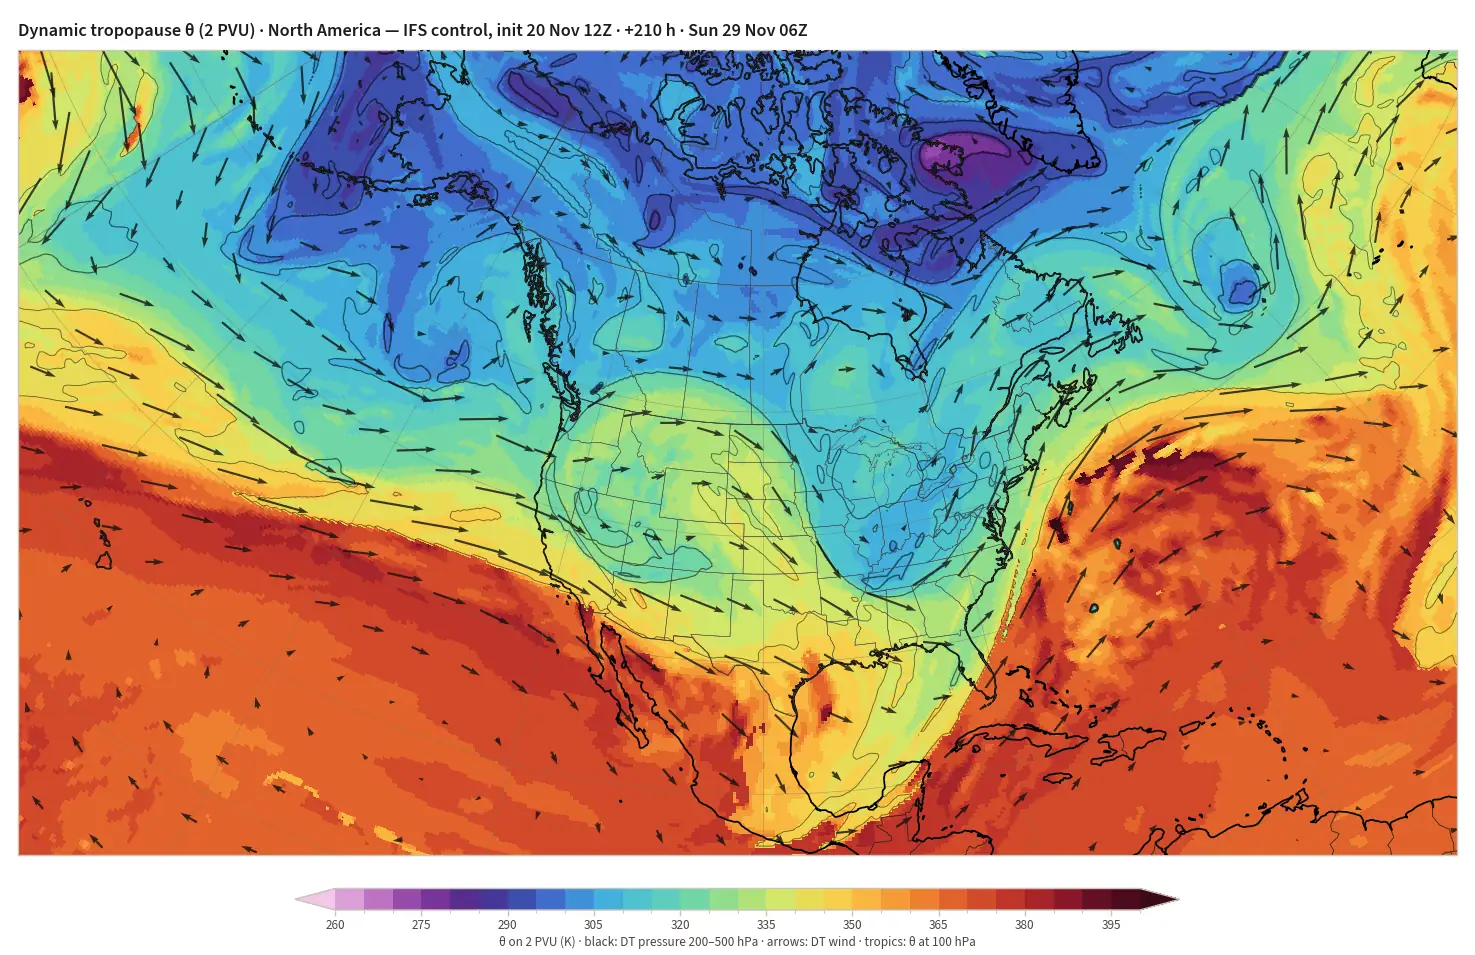 Dynamic tropopause θ (2 PVU) · North America — IFS control, init 20 Nov 12Z · +210 h · Sun 29 Nov 06Z
260 275 290 305 320 335 350 365 380 395
θ on 2 PVU (K) · black: DT pressure 200–500 hPa · arrows: DT wind · tropics: θ at 100 hPa